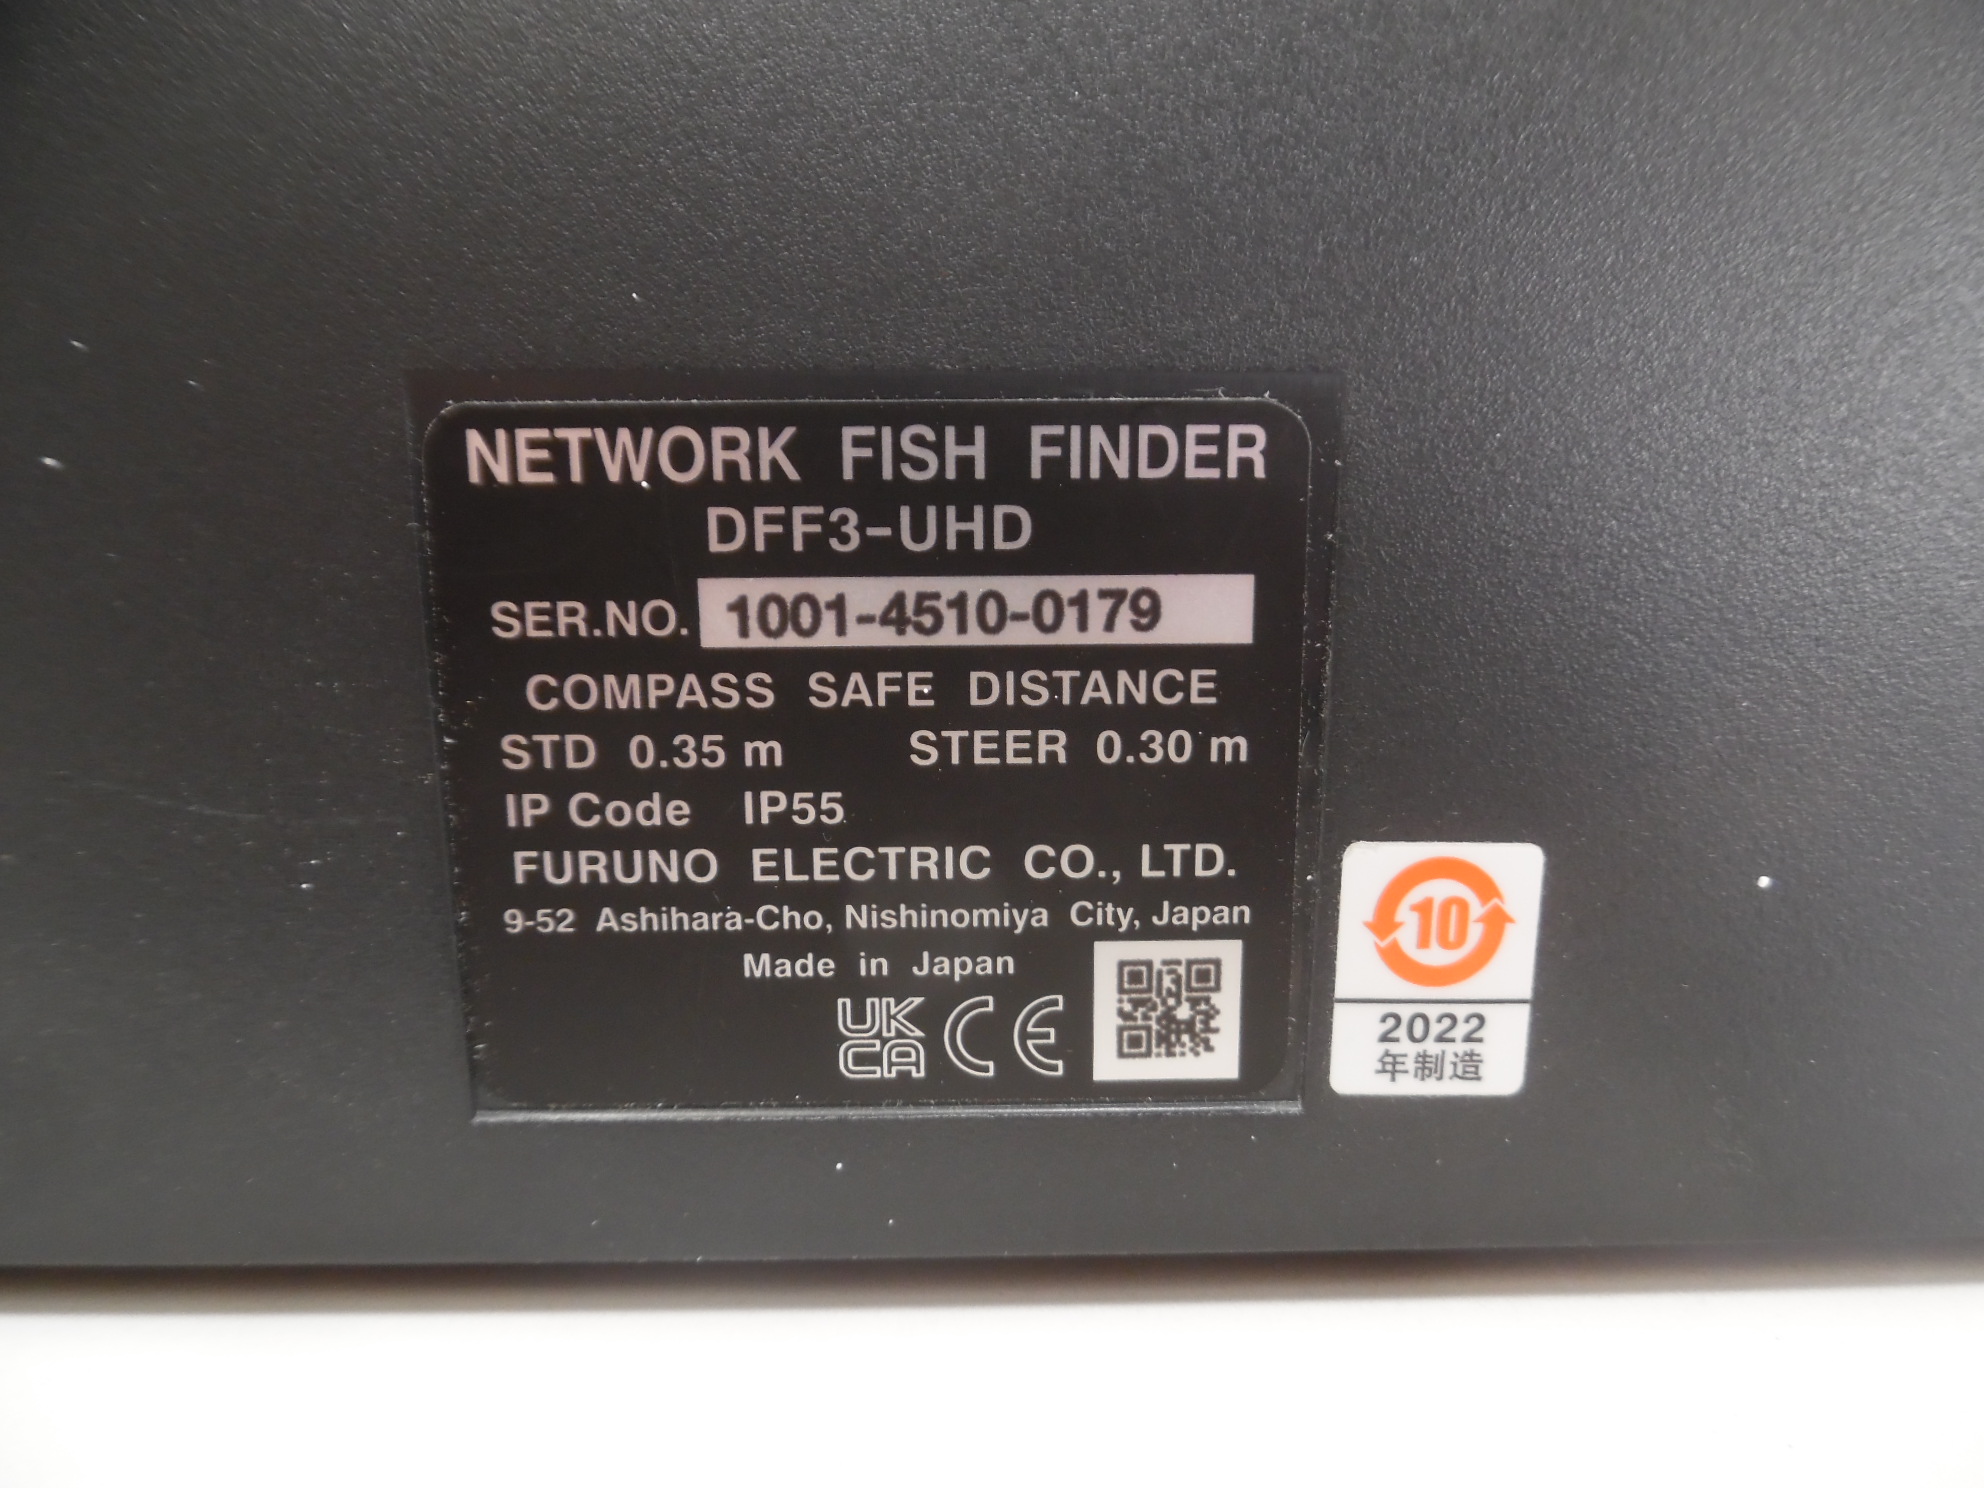 NETWORK FISH FINDER
DFF3-UHD
SER.NO. 1001-4510-0179
COMPASS SAFE DISTANCE
STD 0.35 m STEER 0.30 m
IP Code IP55
FURUNO ELECTRIC CO., LTD.
9-52 Ashihara-Cho, Nishinomiya City, Japan
Made in Japan
UK
CA CE
10
2022
年制造